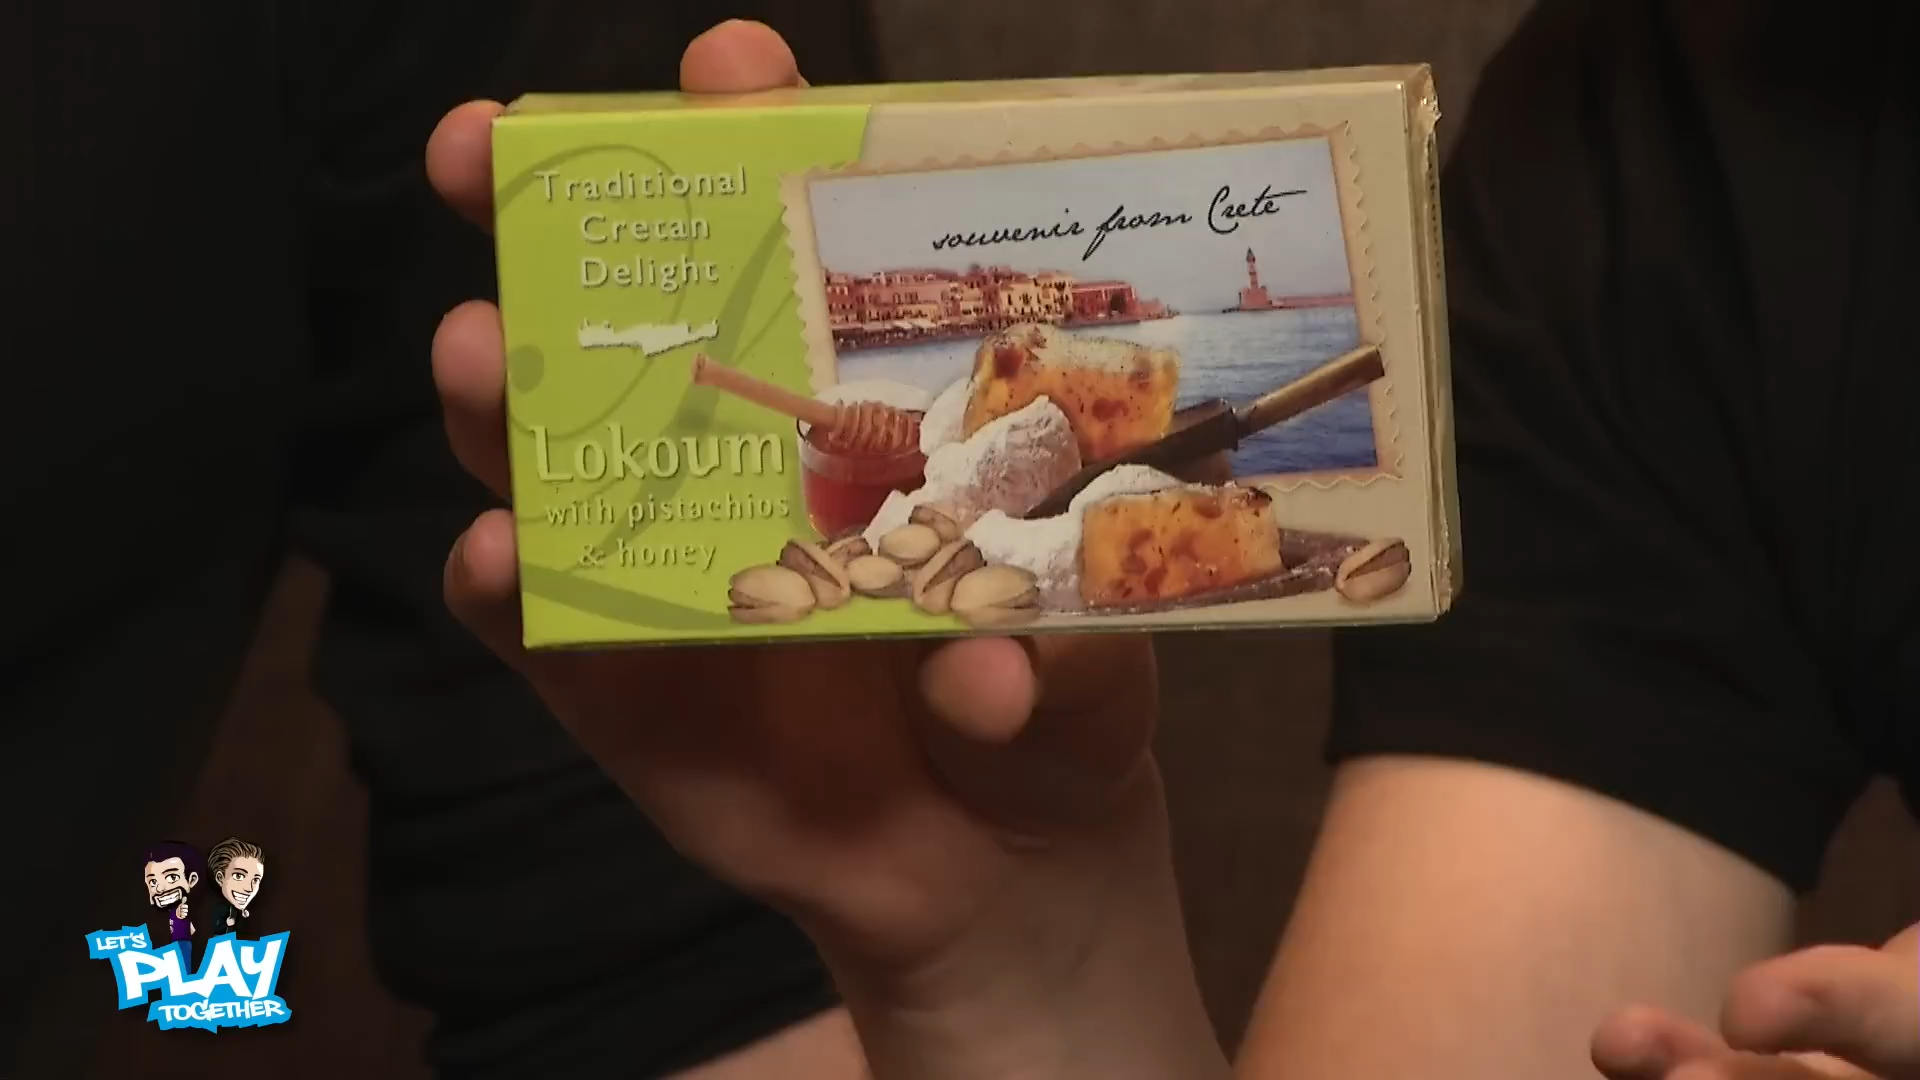 Traditional
Cretan
Delight
Lokoum
with pistachios
& honey
souvenir from Crete
LET'S
PLAY
TOGETHER